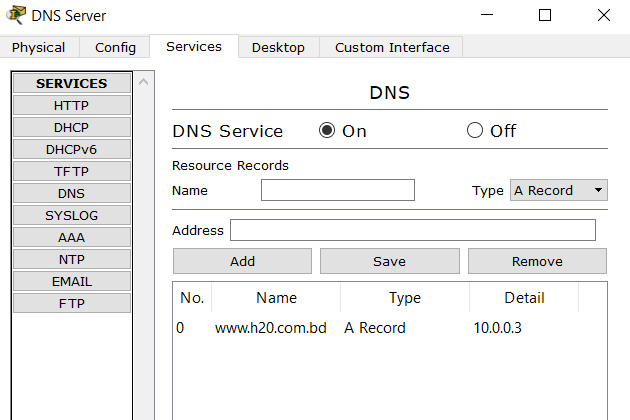 DNS Server
Physical Config Services Desktop Custom Interface
SERVICES
HTTP
DHCP
DHCPv6
TFTP
DNS
SYSLOG
AAA
NTP
EMAIL
FTP
DNS
DNS Service On Off
Resource Records
Name Type A Record
Address
Add Save Remove
No. Name Type Detail
0 www.h20.com.bd A Record 10.0.0.3